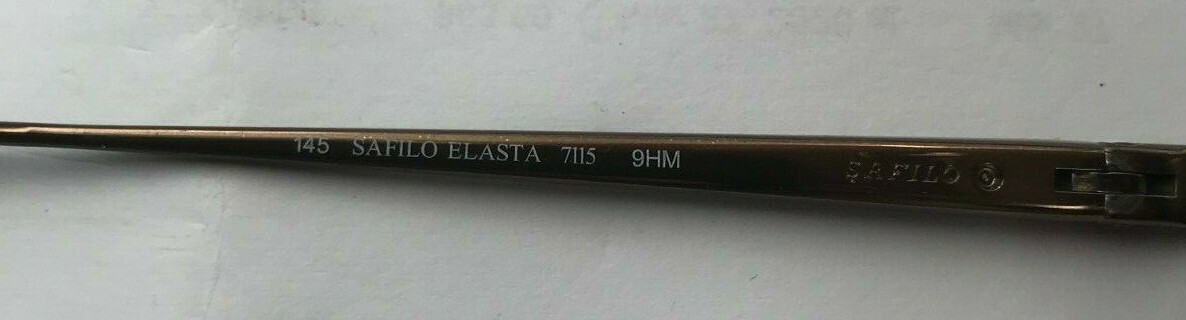 145 SAFILO ELASTA 7115 9HM
SAFILO